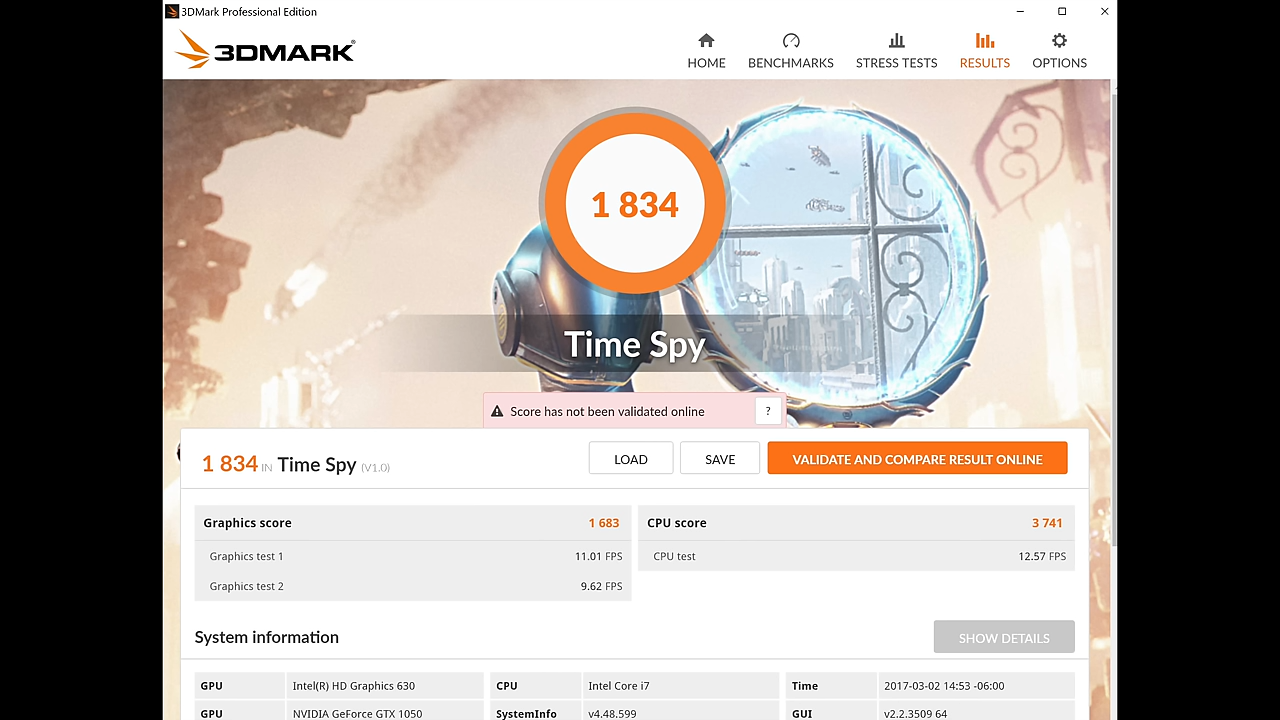 3DMark Professional Edition
3DMARK®
HOME BENCHMARKS STRESS TESTS RESULTS OPTIONS
1 834
Time Spy
Score has not been validated online ?
1 834 IN Time Spy (V1.0) LOAD SAVE VALIDATE AND COMPARE RESULT ONLINE
Graphics score 1 683 CPU score 3 741
Graphics test 1 11.01 FPS CPU test 12.57 FPS
Graphics test 2 9.62 FPS
System information SHOW DETAILS
GPU Intel(R) HD Graphics 630 CPU Intel Core i7 Time 2017-03-02 14:53 -06:00
GPU NVIDIA GeForce GTX 1050 SystemInfo v4.48.599 GUI v2.2.3509 64